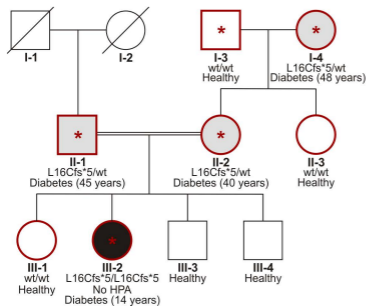 *
*
I-1
I-2
I-3
wt/wt
Healthy
I-4
L16Cfs*5/wt
Diabetes (48 years)
*
*
II-1
L16Cfs*5/wt
Diabetes (45 years)
II-2
L16Cfs*5/wt
Diabetes (40 years)
II-3
wt/wt
Healthy
*
III-1
wt/wt
Healthy
III-2
L16Cfs*5/L16Cfs*5
No HPA
Diabetes (14 years)
III-3
Healthy
III-4
Healthy